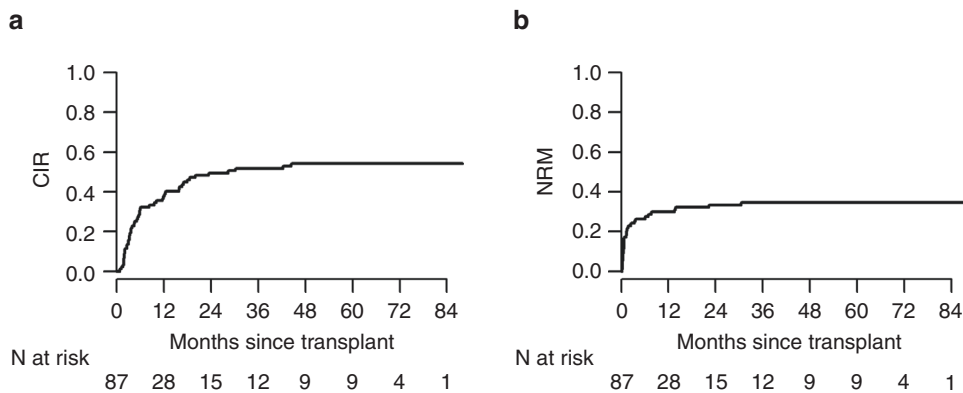 a
1.0
0.8
0.6
0.4
0.2
0.0
CIR
0 12 24 36 48 60 72 84
Months since transplant
N at risk
87 28 15 12 9 9 4 1
b
1.0
0.8
0.6
0.4
0.2
0.0
NRM
0 12 24 36 48 60 72 84
Months since transplant
N at risk
87 28 15 12 9 9 4 1